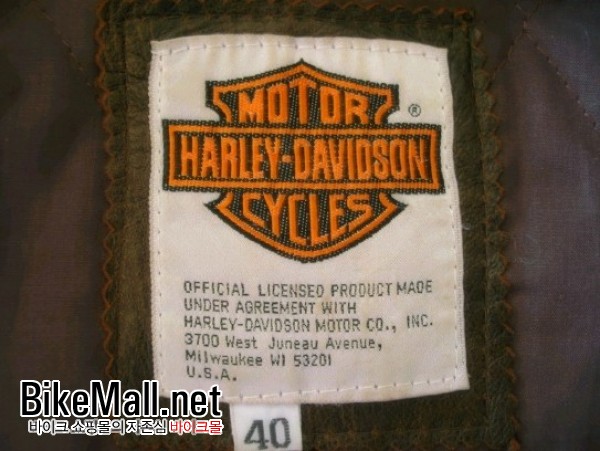 MOTOR
®
HARLEY-DAVIDSON
CYCLES
OFFICIAL LICENSED PRODUCT MADE
UNDER AGREEMENT WITH
HARLEY-DAVIDSON MOTOR CO., INC.
3700 West Juneau Avenue,
Milwaukee WI 53201
U.S.A.
BikeMall.net
바이크 쇼핑몰의 지존심 바이크몰
40